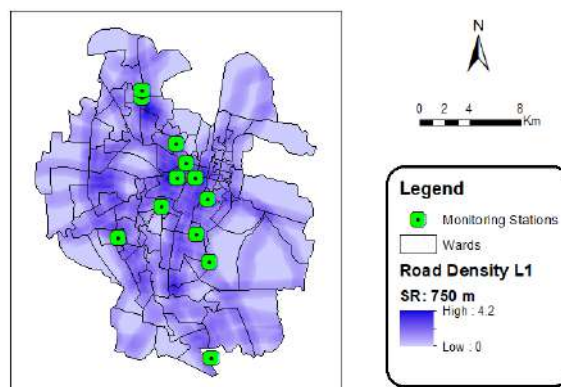 N
0 2 4 8
Km
Legend
Monitoring Stations
Wards
Road Density L1
SR: 750 m
High : 4.2
Low : 0